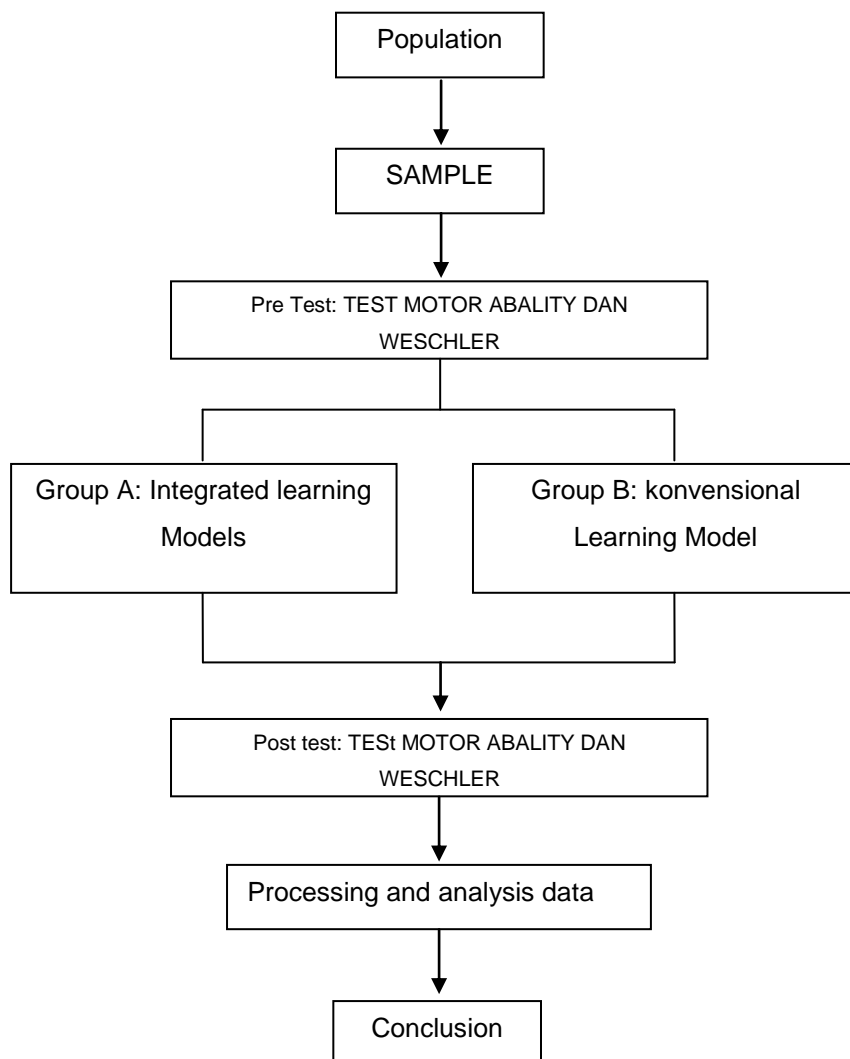 Population
SAMPLE
Pre Test: TEST MOTOR ABALITY DAN
WESCHLER
Group A: Integrated learning
Models
Group B: konvensional
Learning Model
Post test: TESt MOTOR ABALITY DAN
WESCHLER
Processing and analysis data
Conclusion